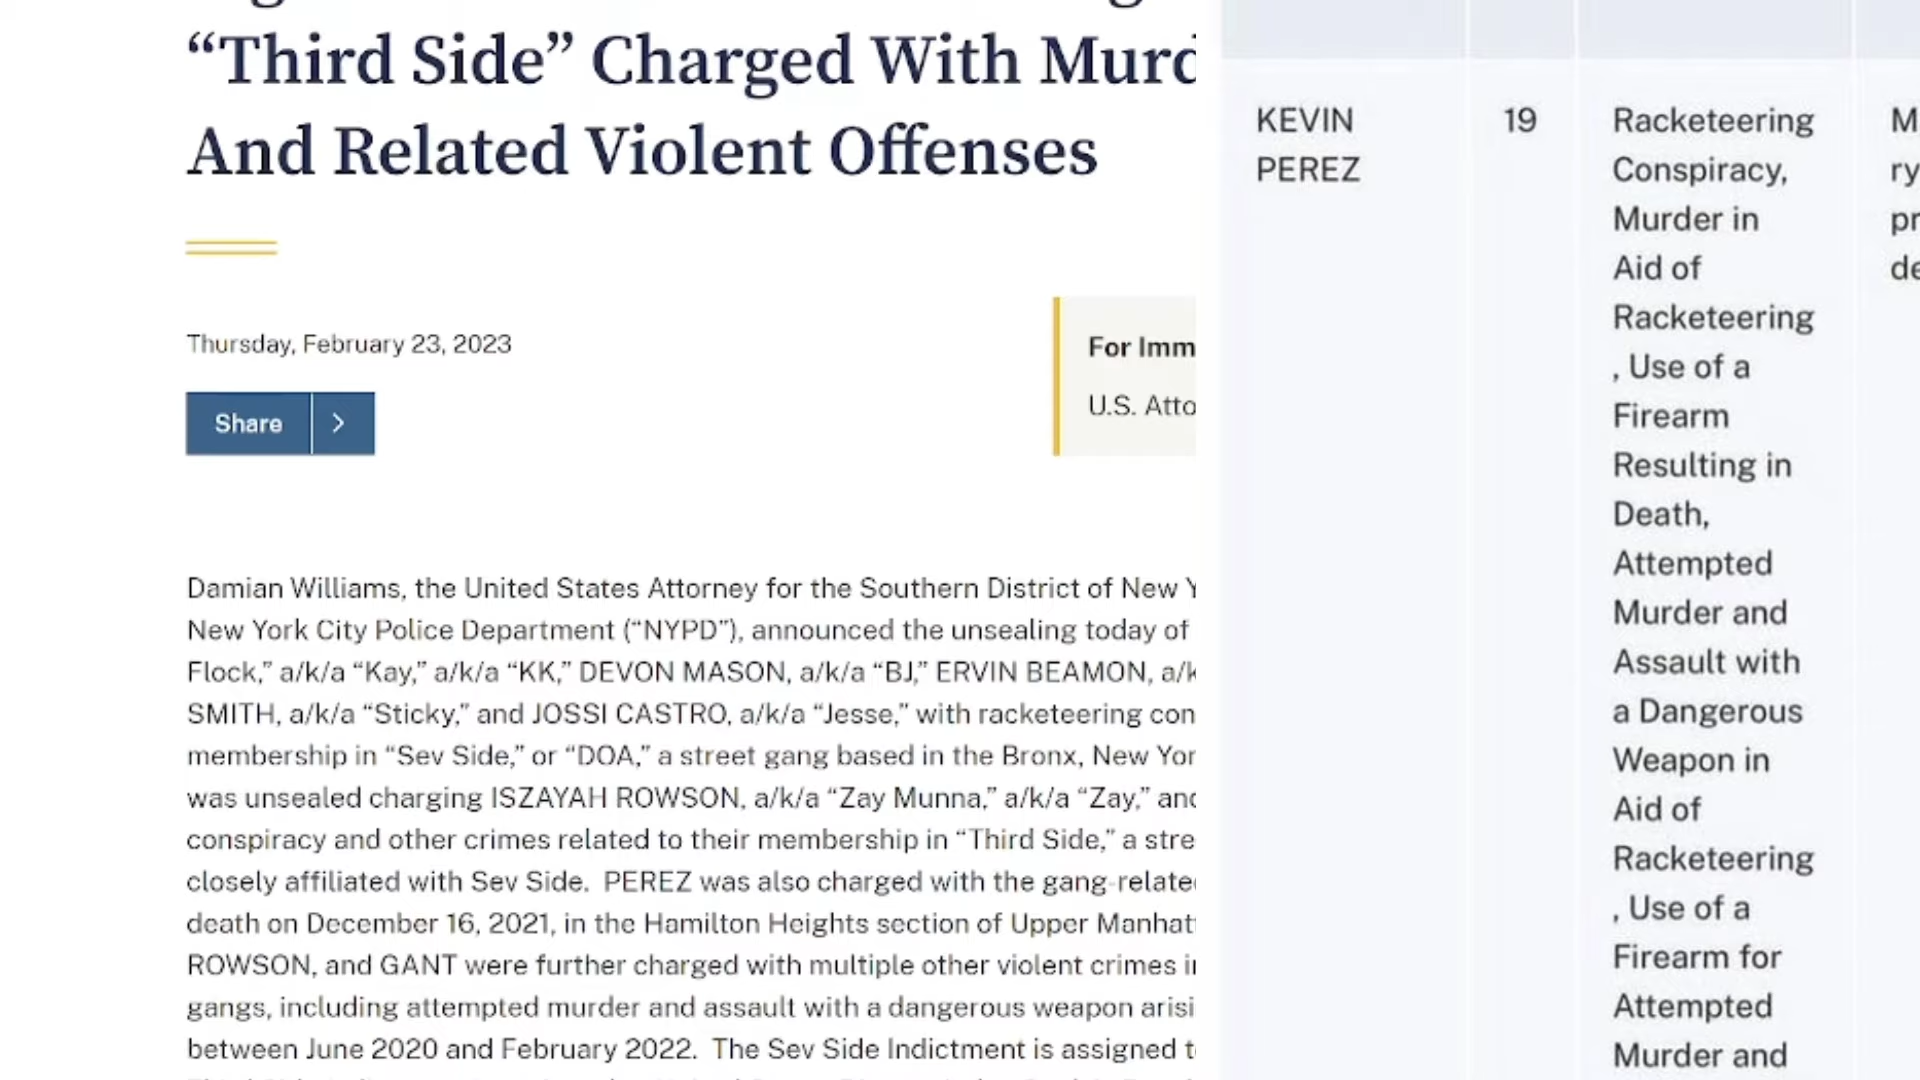 “Third Side” Charged With Murd
And Related Violent Offenses
Thursday, February 23, 2023
Share
For Imm
U.S. Atto
Damian Williams, the United States Attorney for the Southern District of New Y
New York City Police Department (“NYPD”), announced the unsealing today of
Flock,” a/k/a “Kay,” a/k/a “KK,” DEVON MASON, a/k/a “BJ,” ERVIN BEAMON, a/k
SMITH, a/k/a “Sticky,” and JOSSI CASTRO, a/k/a “Jesse,” with racketeering con
membership in “Sev Side,” or “DOA,” a street gang based in the Bronx, New Yor
was unsealed charging ISZAYAH ROWSON, a/k/a “Zay Munna,” a/k/a “Zay,” and
conspiracy and other crimes related to their membership in “Third Side,” a stre
closely affiliated with Sev Side.  PEREZ was also charged with the gang-relate
death on December 16, 2021, in the Hamilton Heights section of Upper Manhatt
ROWSON, and GANT were further charged with multiple other violent crimes i
gangs, including attempted murder and assault with a dangerous weapon arisi
between June 2020 and February 2022.  The Sev Side Indictment is assigned t
KEVIN
PEREZ
19
Racketeering
Conspiracy,
Murder in
Aid of
Racketeering
, Use of a
Firearm
Resulting in
Death,
Attempted
Murder and
Assault with
a Dangerous
Weapon in
Aid of
Racketeering
, Use of a
Firearm for
Attempted
Murder and
M
ry
pr
de